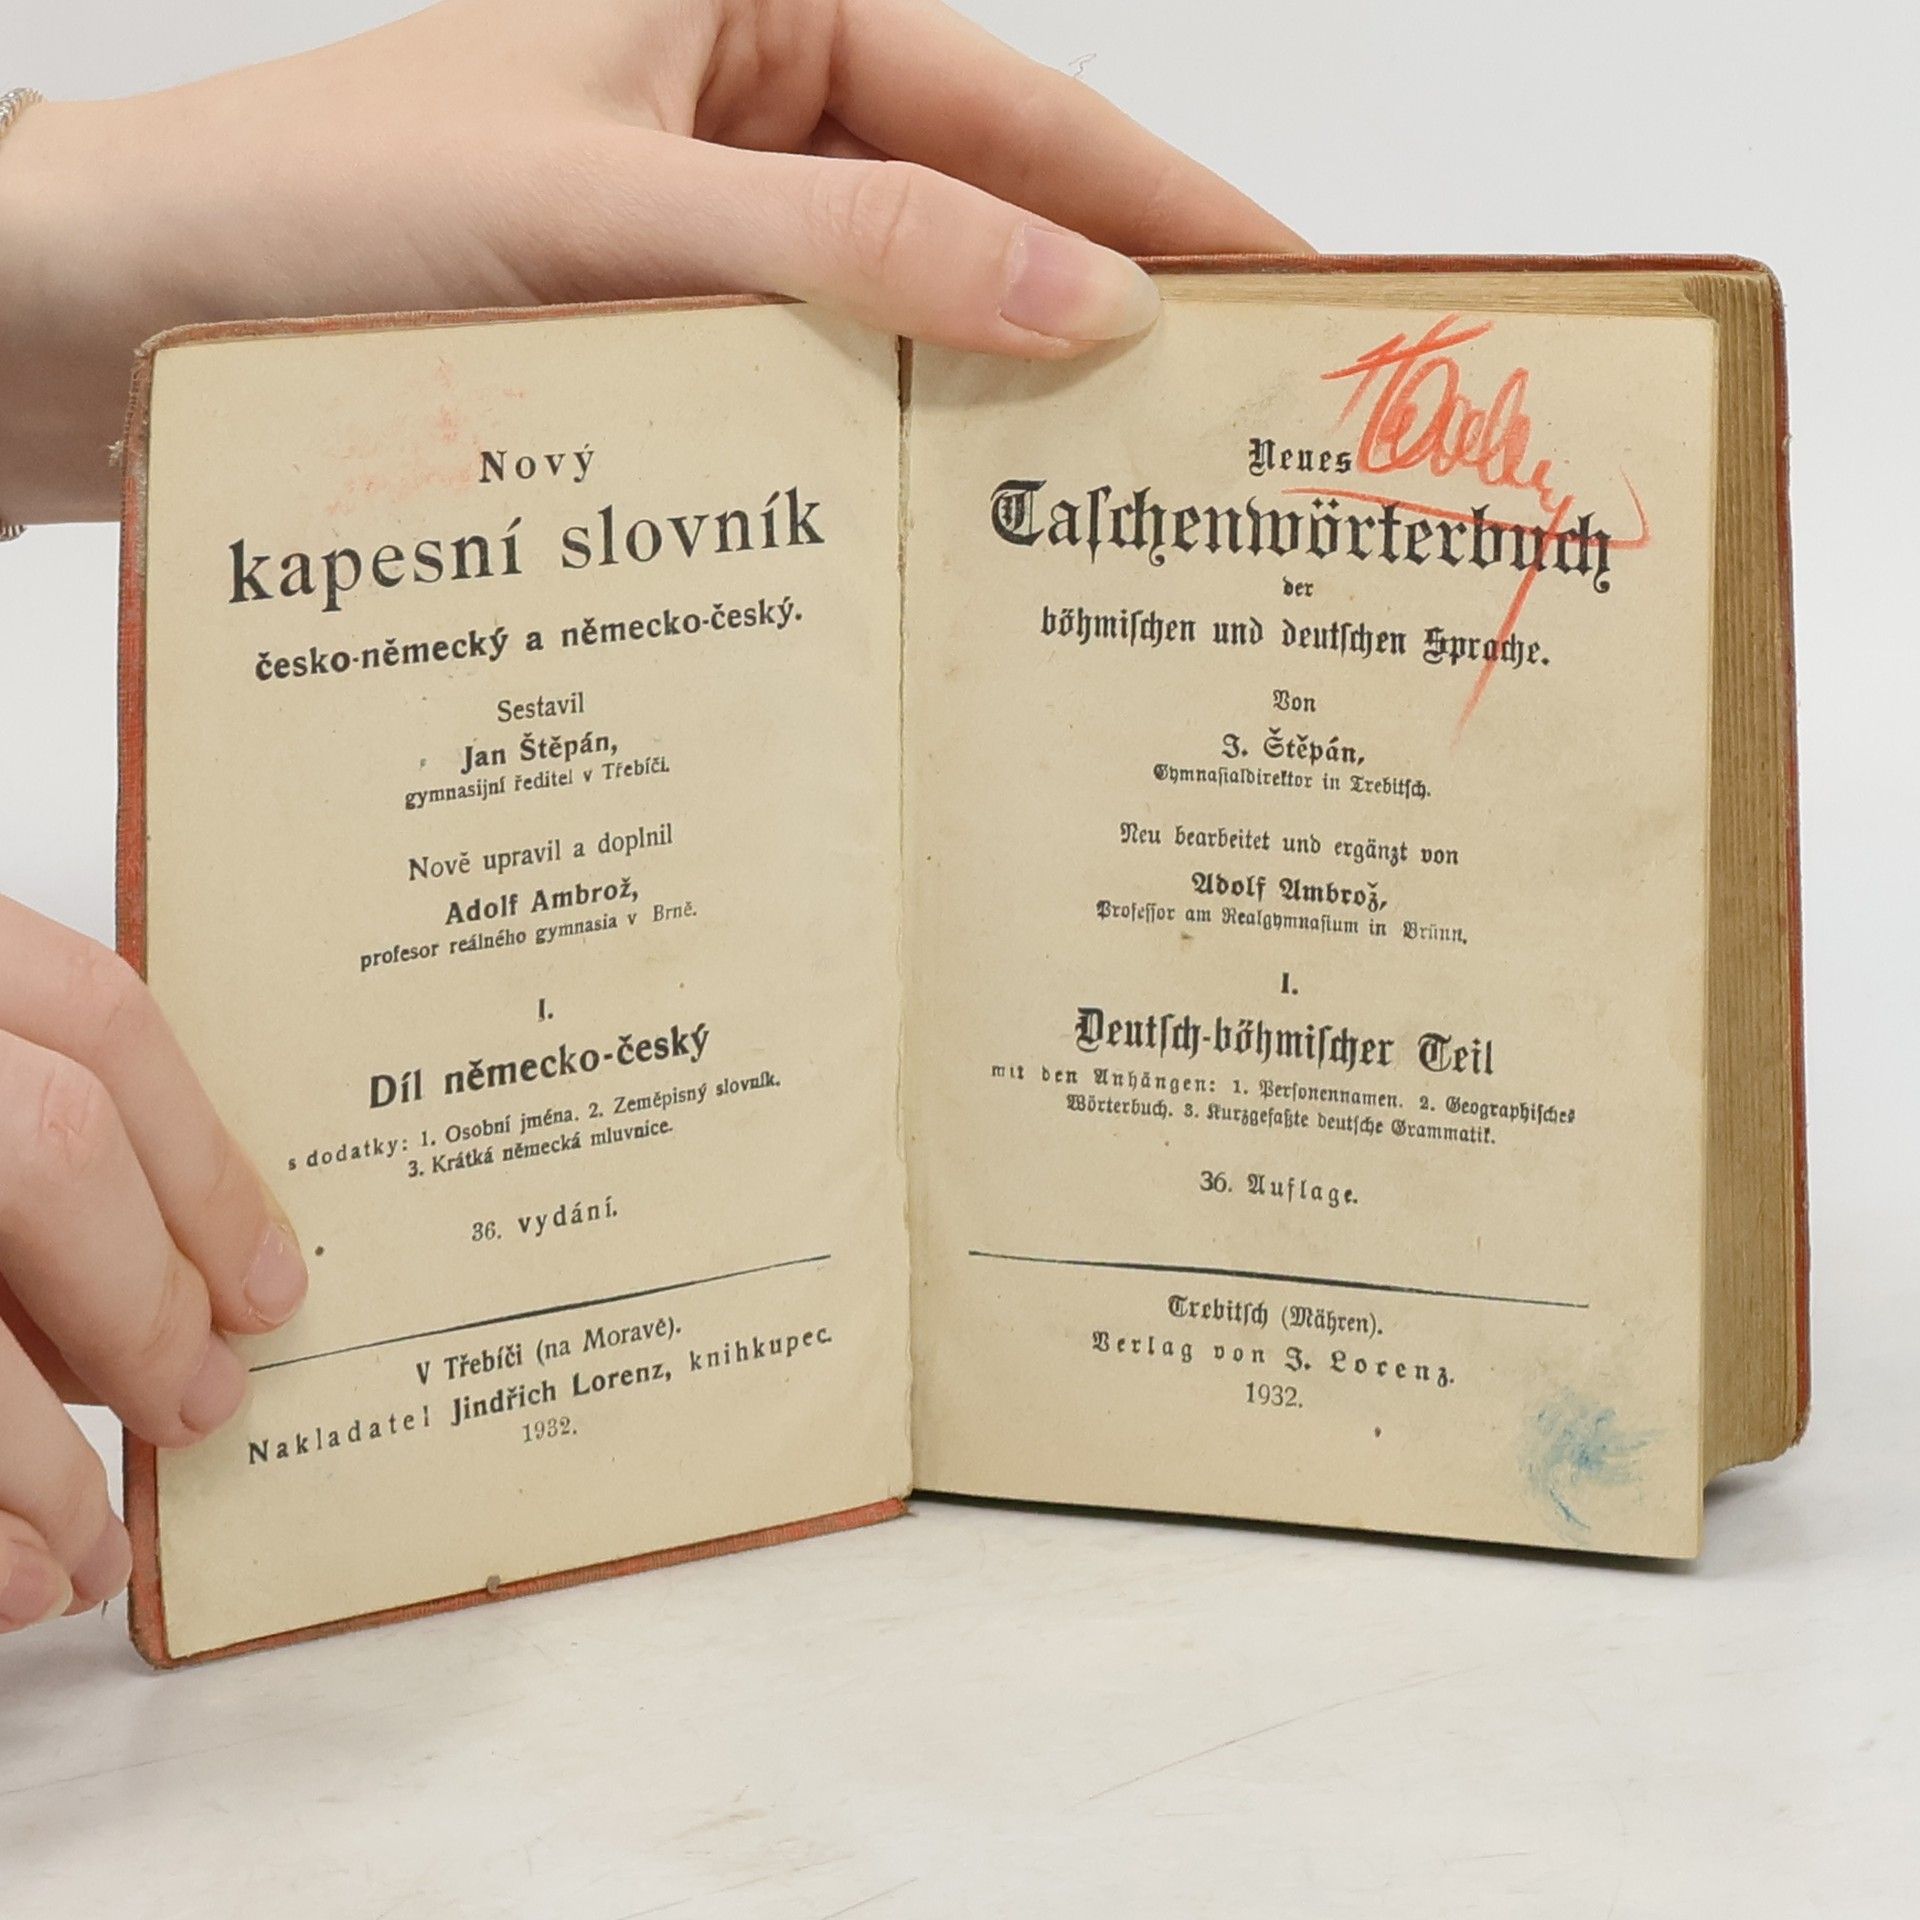 Nový
kapesní slovník
česko-německý a německo-český.
Sestavil
Jan Štěpán,
gymnasijní ředitel v Třebíči.
Nově upravil a doplnil
Adolf Ambrož,
profesor reálného gymnasia v Brně.
I.
Díl německo-český
s dodatky: 1. Osobní jména. 2. Zeměpisný slovník.
3. Krátká německá mluvnice.
36. vydání.
V Třebíči (na Moravě).
Nakladatel Jindřich Lorenz, knihkupec.
1932.
Neues
Taſchenwörterbuch
der
böhmiſchen und deutſchen Sprache.
Von
J. Štěpán,
Gymnaſialdirektor in Trebitſch.
Neu bearbeitet und ergänzt von
Adolf Ambrož,
Profeſſor am Realgymnaſium in Brünn.
I.
Deutſch-böhmiſcher Teil
mit den Anhängen: 1. Perſonennamen. 2. Geographiſches
Wörterbuch. 3. Kurzgefaßte deutſche Grammatik.
36. Auflage.
Trebitſch (Mähren).
Verlag von J. Lorenz.
1932.